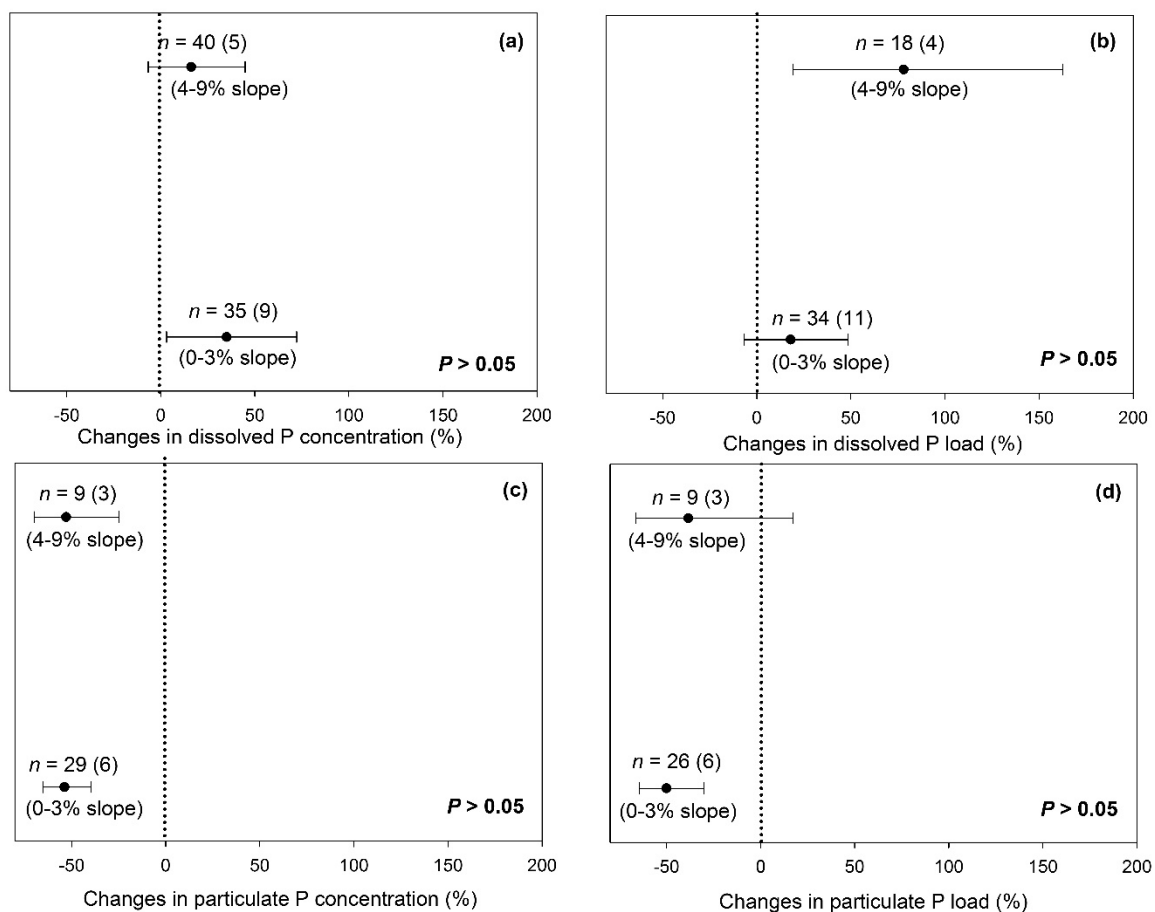 n = 40 (5)
(a)
(4-9% slope)
n = 35 (9)
(0-3% slope)
P > 0.05
-50 0 50 100 150 200
Changes in dissolved P concentration (%)
n = 18 (4)
(b)
(4-9% slope)
n = 34 (11)
(0-3% slope)
P > 0.05
-50 0 50 100 150 200
Changes in dissolved P load (%)
n = 9 (3)
(c)
(4-9% slope)
n = 29 (6)
(0-3% slope)
P > 0.05
-50 0 50 100 150 200
Changes in particulate P concentration (%)
n = 9 (3)
(d)
(4-9% slope)
n = 26 (6)
(0-3% slope)
P > 0.05
-50 0 50 100 150 200
Changes in particulate P load (%)